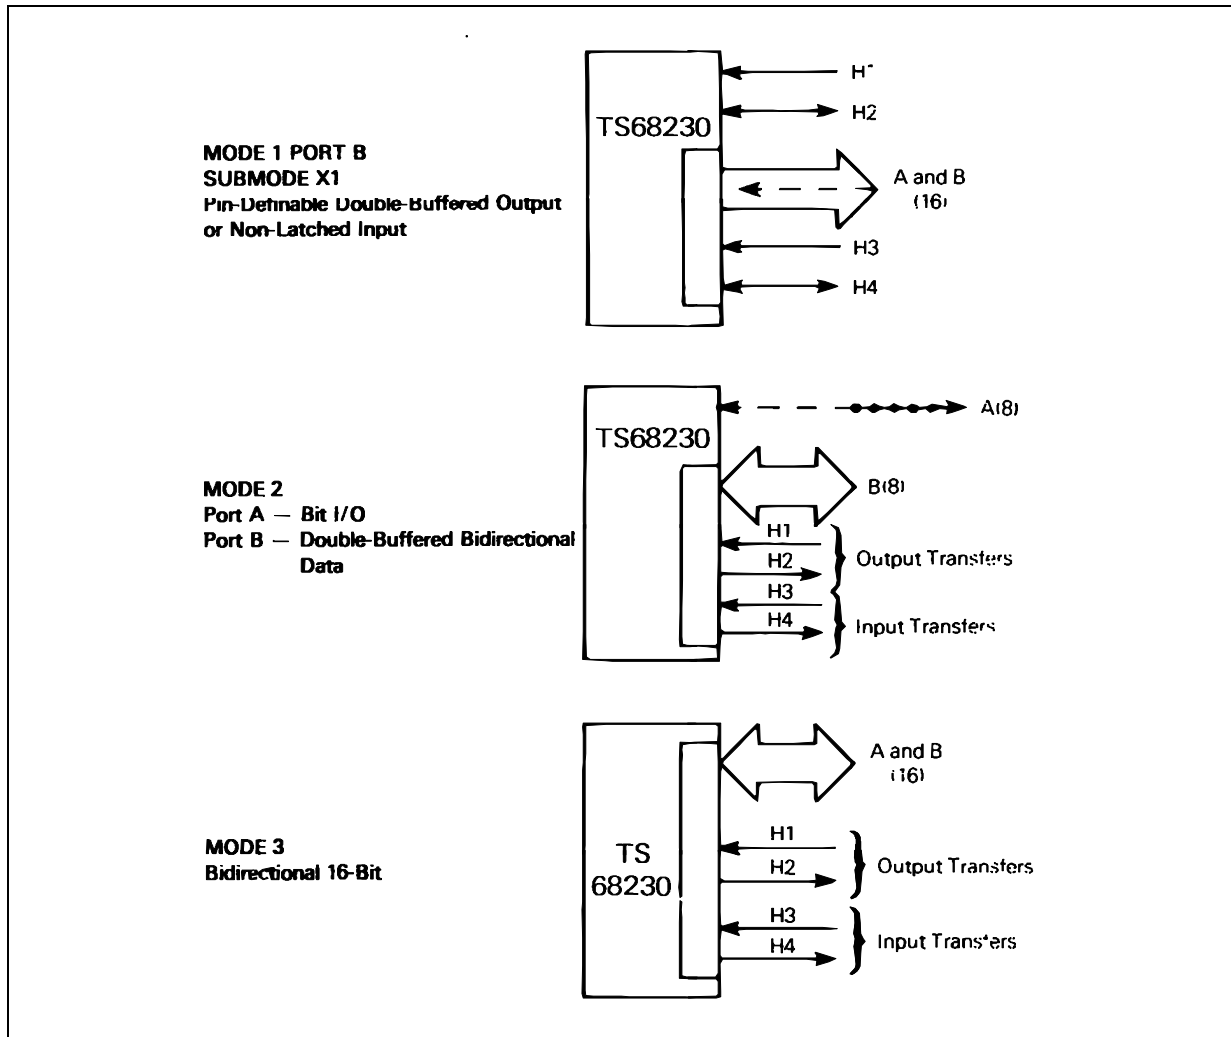 MODE 1 PORT B
SUBMODE X1
Pin-Definable Double-Buffered Output
or Non-Latched Input
TS68230
H1
H2
A and B
(16)
H3
H4
MODE 2
Port A — Bit I/O
Port B — Double-Buffered Bidirectional
Data
TS68230
A(8)
B(8)
H1
H2
Output Transfers
H3
H4
Input Transfers
MODE 3
Bidirectional 16-Bit
TS
68230
A and B
(16)
H1
H2
Output Transfers
H3
H4
Input Transfers